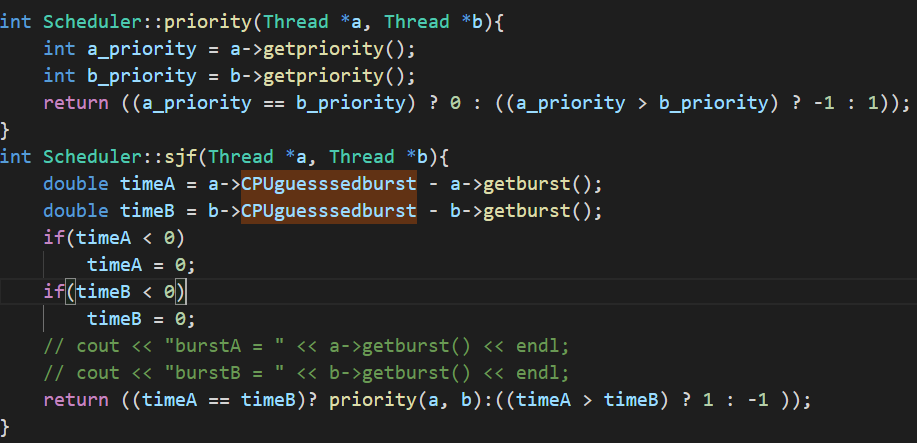 int Scheduler::priority(Thread *a, Thread *b){
    int a_priority = a->getpriority();
    int b_priority = b->getpriority();
    return ((a_priority == b_priority) ? 0 : ((a_priority > b_priority) ? -1 : 1));
}
int Scheduler::sjf(Thread *a, Thread *b){
    double timeA = a->CPUguesssedburst - a->getburst();
    double timeB = b->CPUguesssedburst - b->getburst();
    if(timeA < 0)
        timeA = 0;
    if(timeB < 0)
        timeB = 0;
    // cout << "burstA = " << a->getburst() << endl;
    // cout << "burstB = " << b->getburst() << endl;
    return ((timeA == timeB)? priority(a, b):((timeA > timeB) ? 1 : -1 ));
}